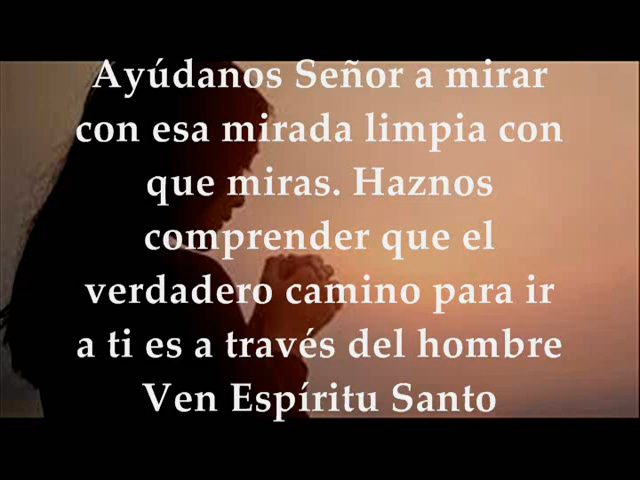 Ayúdanos Señor a mirar
con esa mirada limpia con
que miras. Haznos
comprender que el
verdadero camino para ir
a ti es a través del hombre
Ven Espíritu Santo